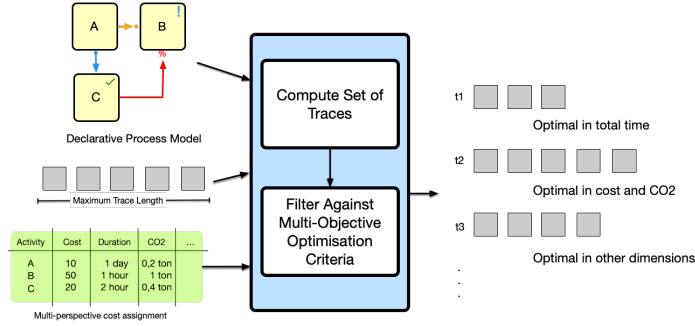 A
B
!
%
C
Declarative Process Model
Maximum Trace Length
Activity Cost Duration CO2 ...
A 10 1 day 0,2 ton
B 50 1 hour 1 ton
C 20 2 hour 0,4 ton
Multi-perspective cost assignment
Compute Set of
Traces
Filter Against
Multi-Objective
Optimisation
Criteria
t1
Optimal in total time
t2
Optimal in cost and CO2
t3
Optimal in other dimensions
.
.
.